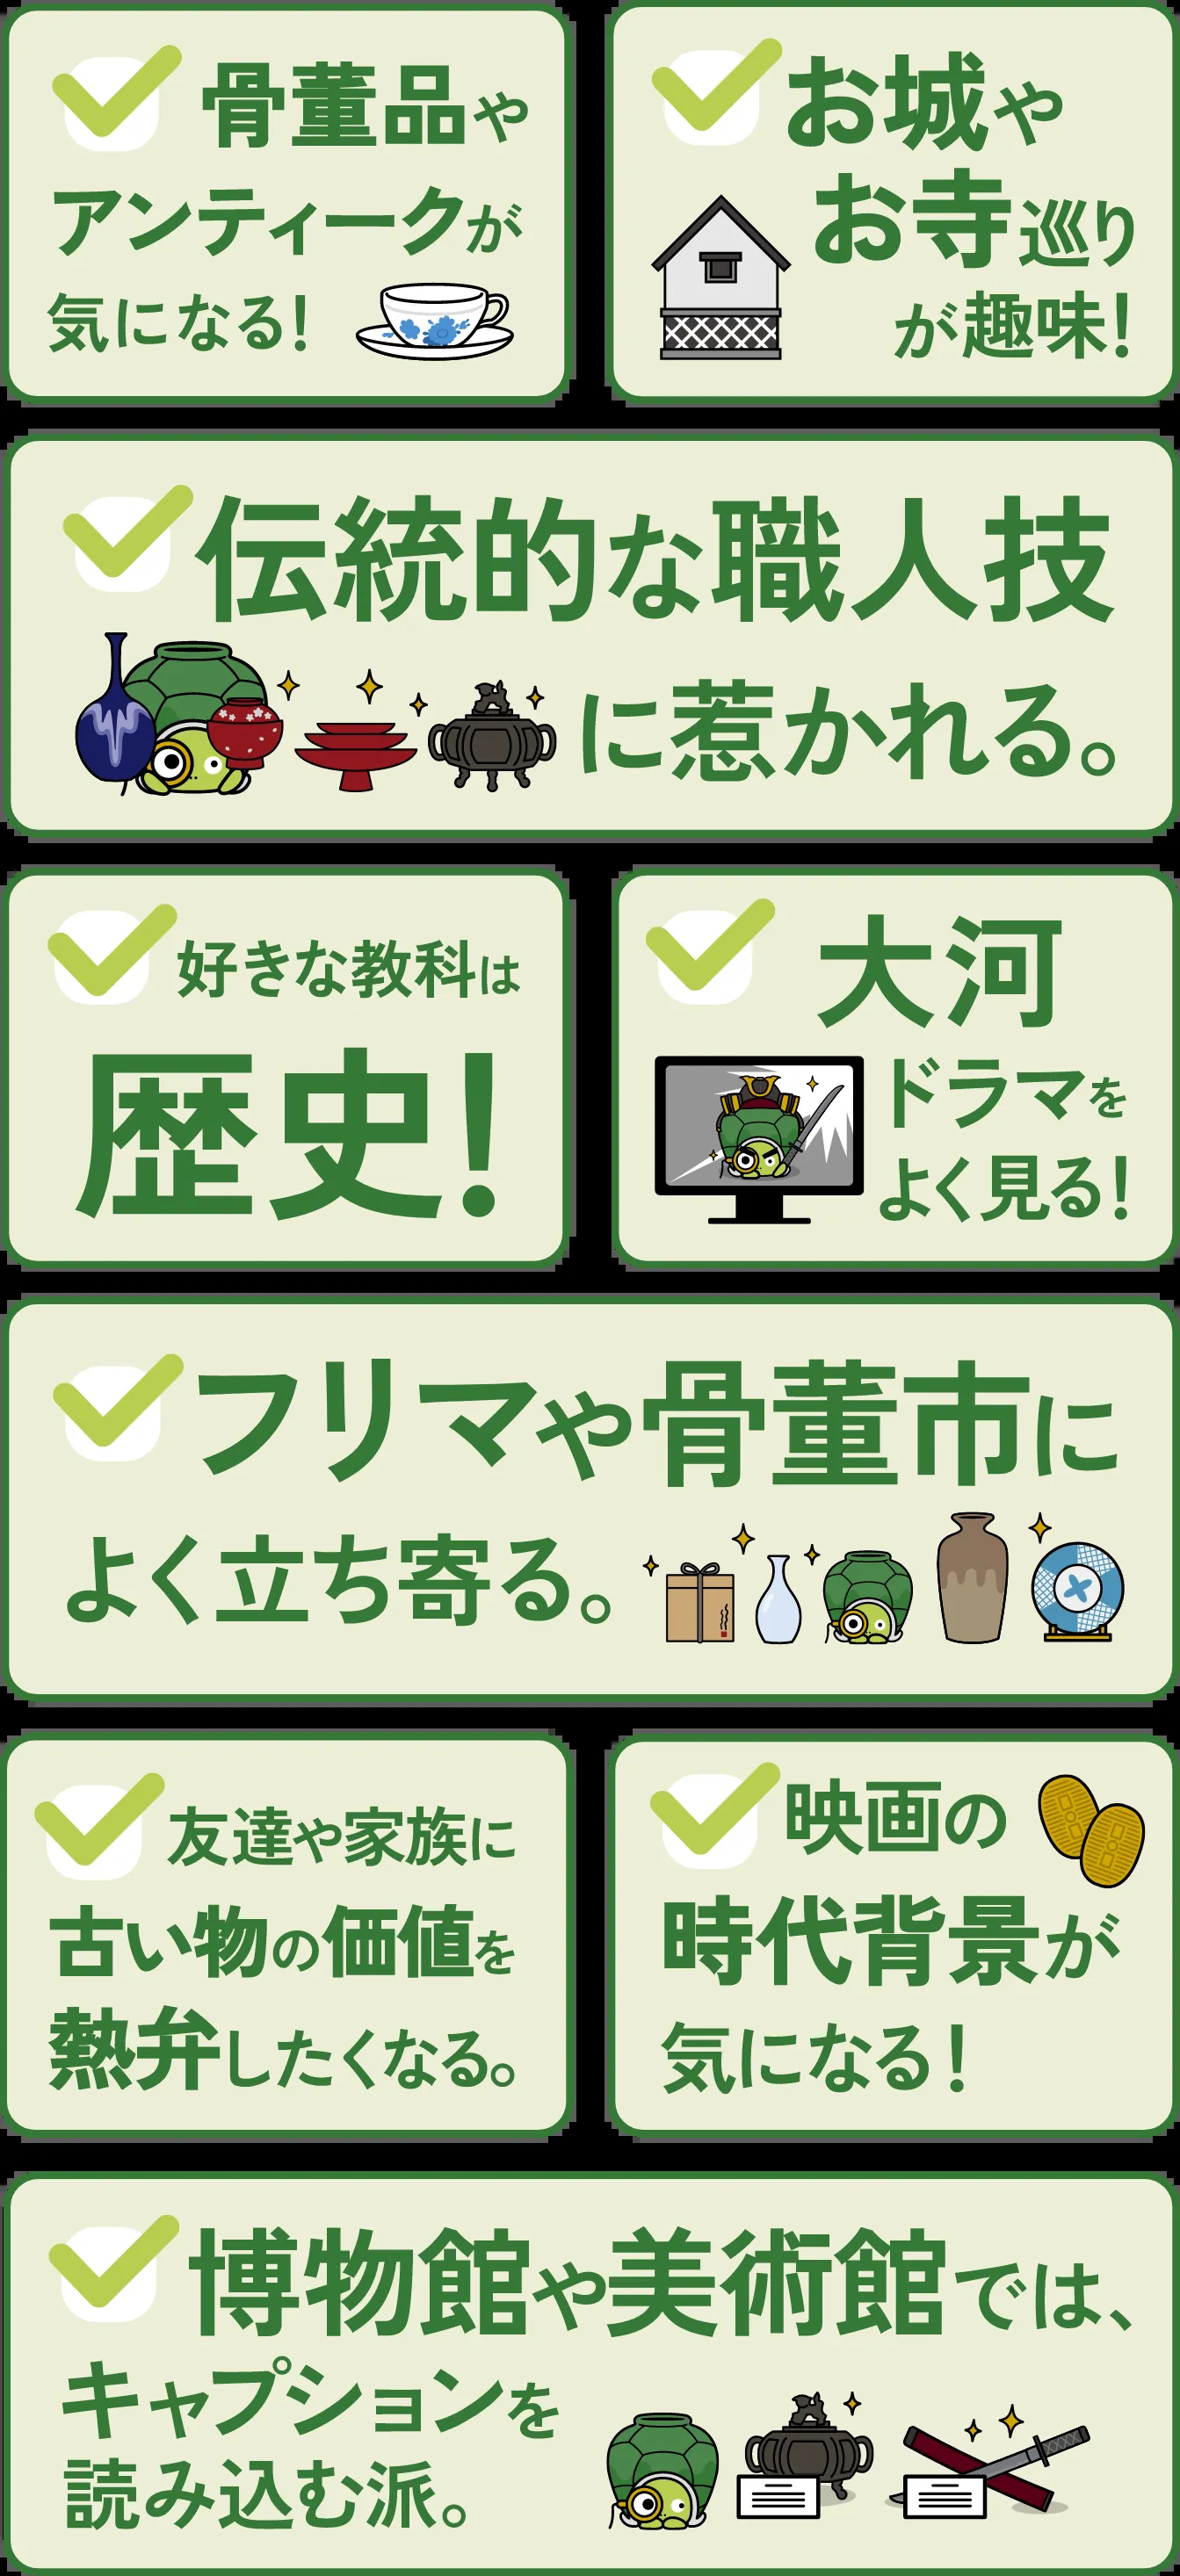 骨董品や
アンティークが
気になる!
お城や
お寺巡り
が趣味!
伝統的な職人技
に惹かれる。
好きな教科は
歴史!
大河
ドラマを
よく見る!
フリマや骨董市に
よく立ち寄る。
友達や家族に
古い物の価値を
熱弁したくなる。
映画の
時代背景が
気になる!
博物館や美術館では、
キャプションを
読み込む派。